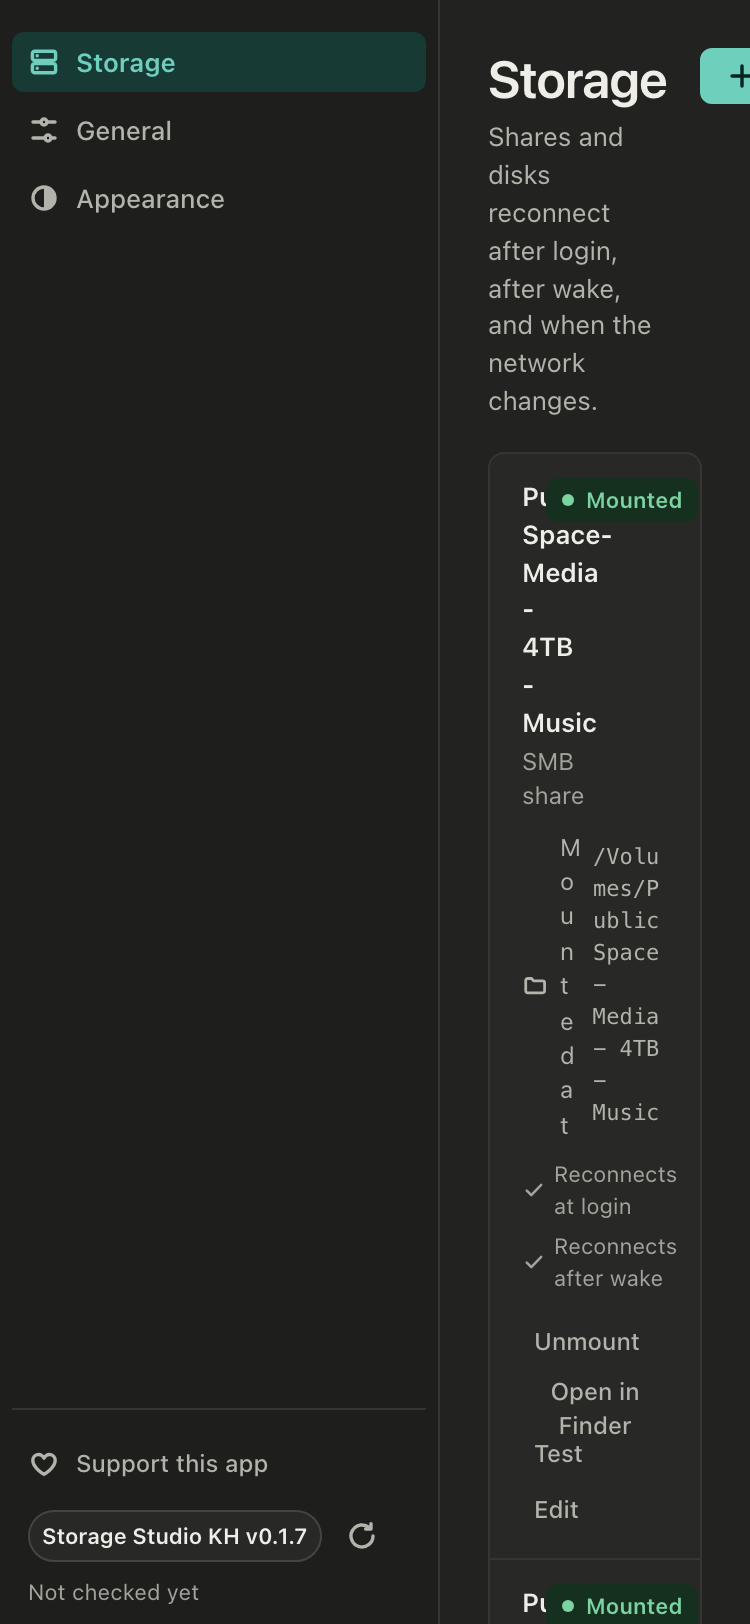 Storage
General
Appearance
Support this app
Storage Studio KH v0.1.7
Not checked yet
Storage
Shares and
disks
reconnect
after login,
after wake,
and when the
network
changes.
Mounted
Space-
Media
-
4TB
-
Music
SMB
share
Mounted at
/Volu
mes/P
ublic
Space
–
Media
– 4TB
–
Music
Reconnects
at login
Reconnects
after wake
Unmount
Open in
Finder
Test
Edit
Mounted